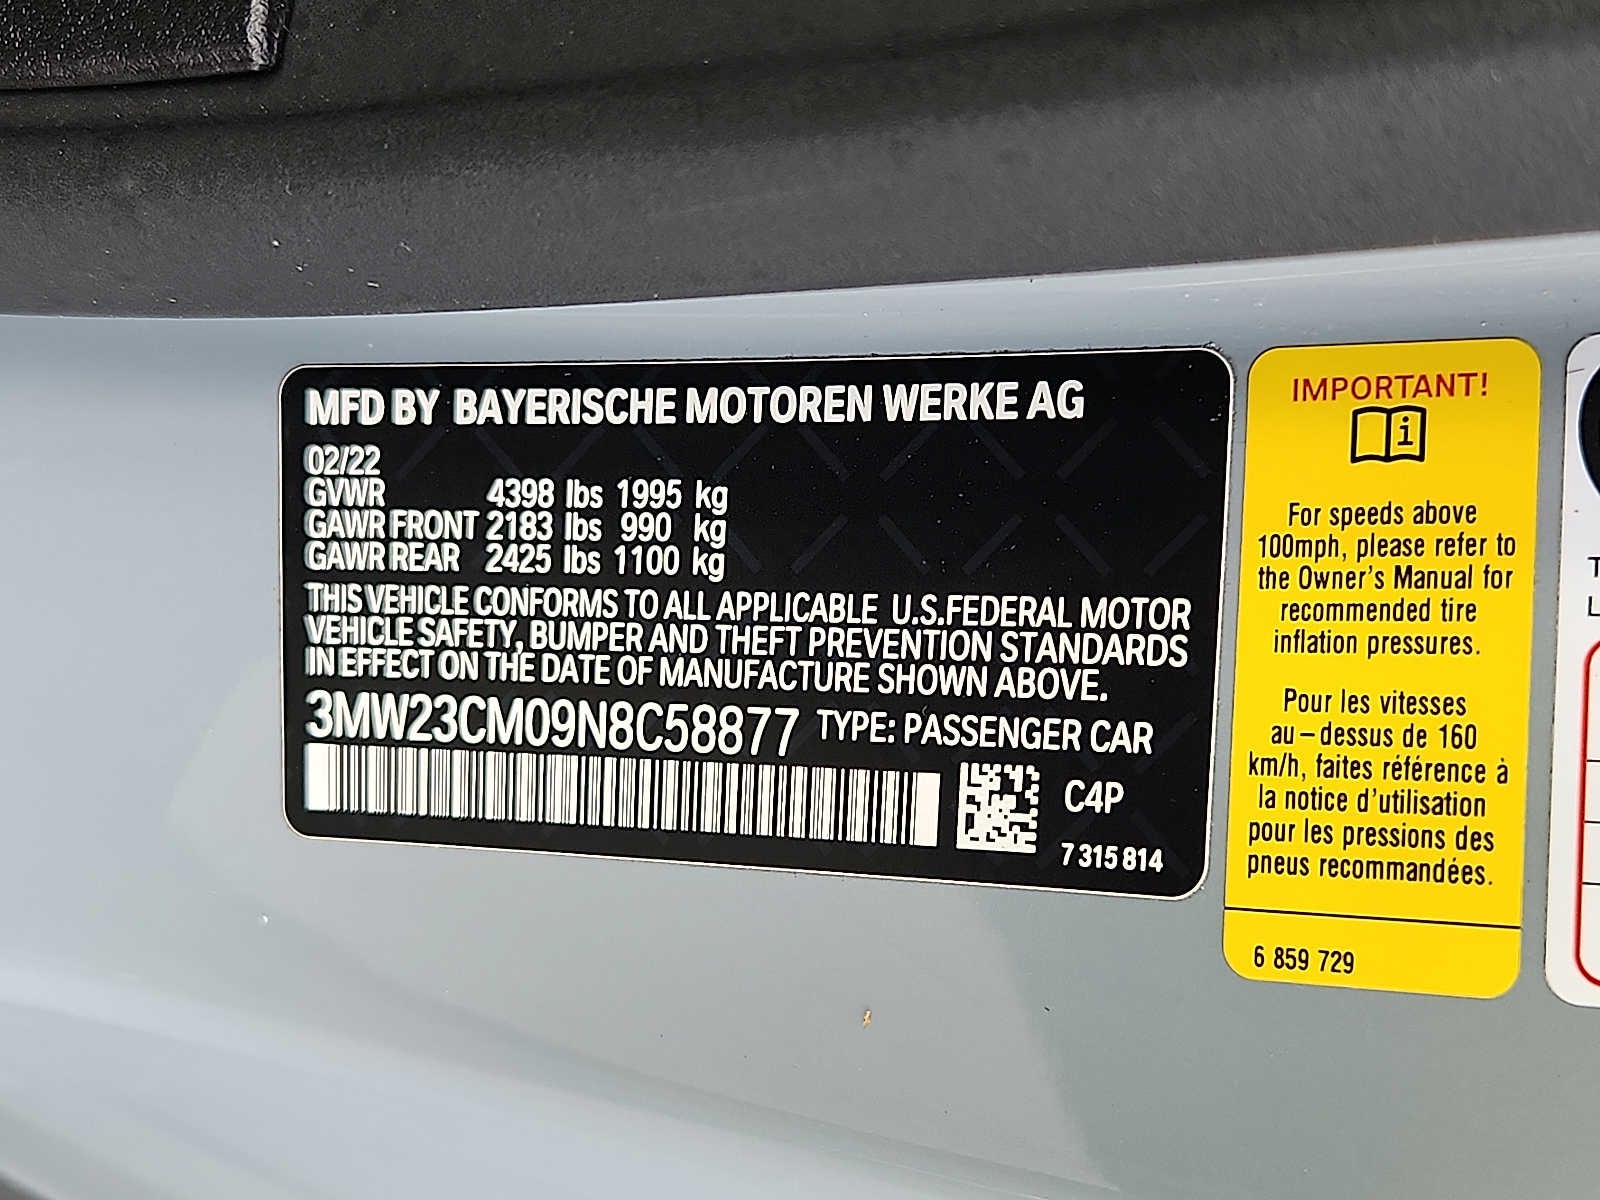 MFD BY BAYERISCHE MOTOREN WERKE AG
02/22
GVWR 4398 lbs 1995 kg
GAWR FRONT 2183 lbs 990 kg
GAWR REAR 2425 lbs 1100 kg
THIS VEHICLE CONFORMS TO ALL APPLICABLE U.S.FEDERAL MOTOR
VEHICLE SAFETY, BUMPER AND THEFT PREVENTION STANDARDS
IN EFFECT ON THE DATE OF MANUFACTURE SHOWN ABOVE.
3MW23CM09N8C58877 TYPE: PASSENGER CAR
C4P
7 315 814
IMPORTANT!
i
For speeds above
100mph, please refer to
the Owner's Manual for
recommended tire
inflation pressures.
Pour les vitesses
au-dessus de 160
km/h, faites référence à
la notice d'utilisation
pour les pressions des
pneus recommandées.
6 859 729